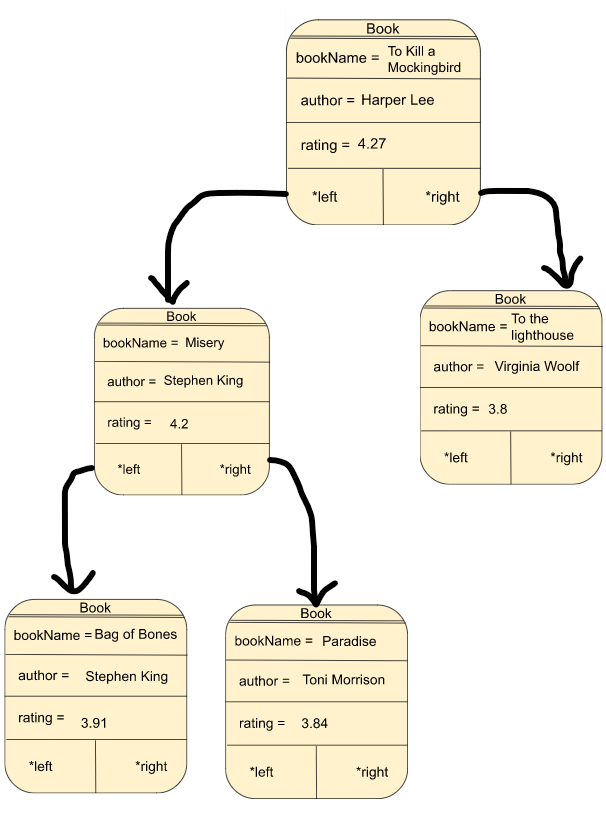 Book
bookName = To Kill a
Mockingbird
author = Harper Lee
rating = 4.27
*left *right
Book
bookName = Misery
author = Stephen King
rating = 4.2
*left *right
Book
bookName = To the
lighthouse
author = Virginia Woolf
rating = 3.8
*left *right
Book
bookName = Bag of Bones
author = Stephen King
rating = 3.91
*left *right
Book
bookName = Paradise
author = Toni Morrison
rating = 3.84
*left *right